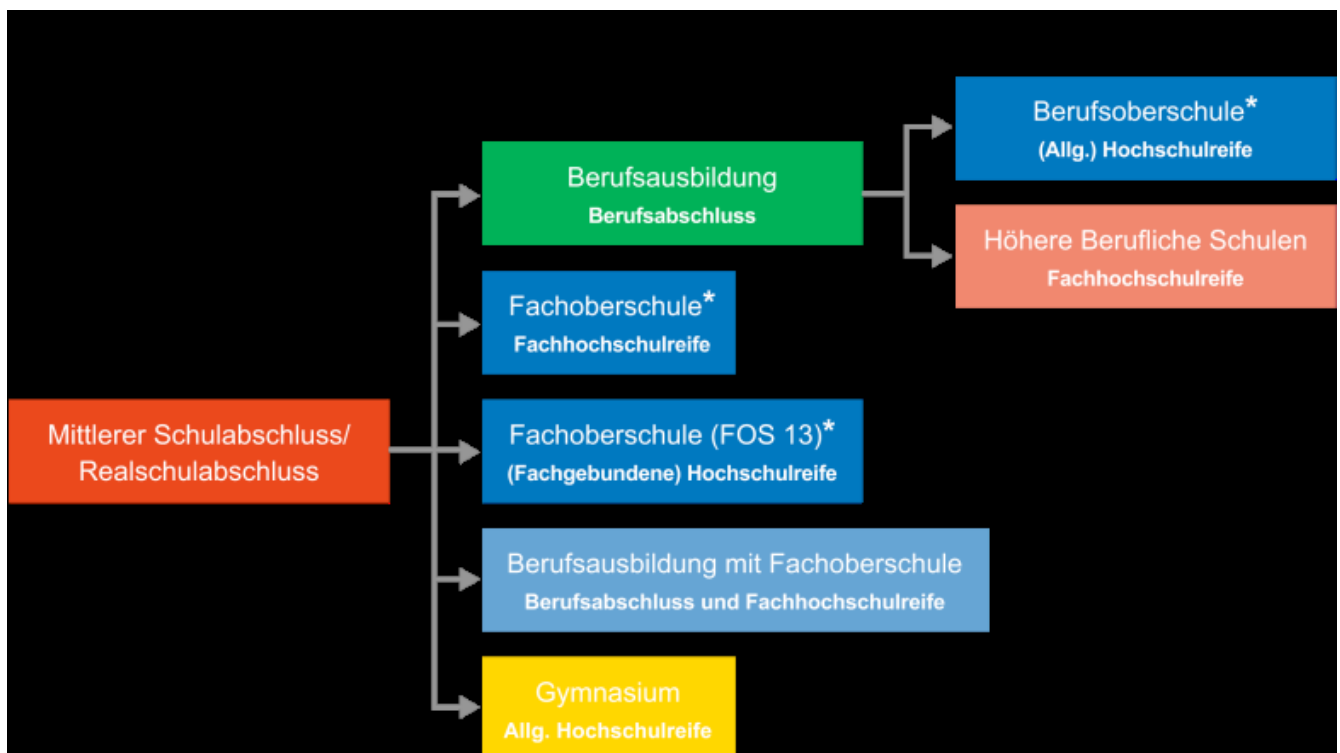 Berufsoberschule*
(Allg.) Hochschulreife
Berufsausbildung
Berufsabschluss
Höhere Berufliche Schulen
Fachhochschulreife
Fachoberschule*
Fachhochschulreife
Mittlerer Schulabschluss/
Realschulabschluss
Fachoberschule (FOS 13)*
(Fachgebundene) Hochschulreife
Berufsausbildung mit Fachoberschule
Berufsabschluss und Fachhochschulreife
Gymnasium
Allg. Hochschulreife